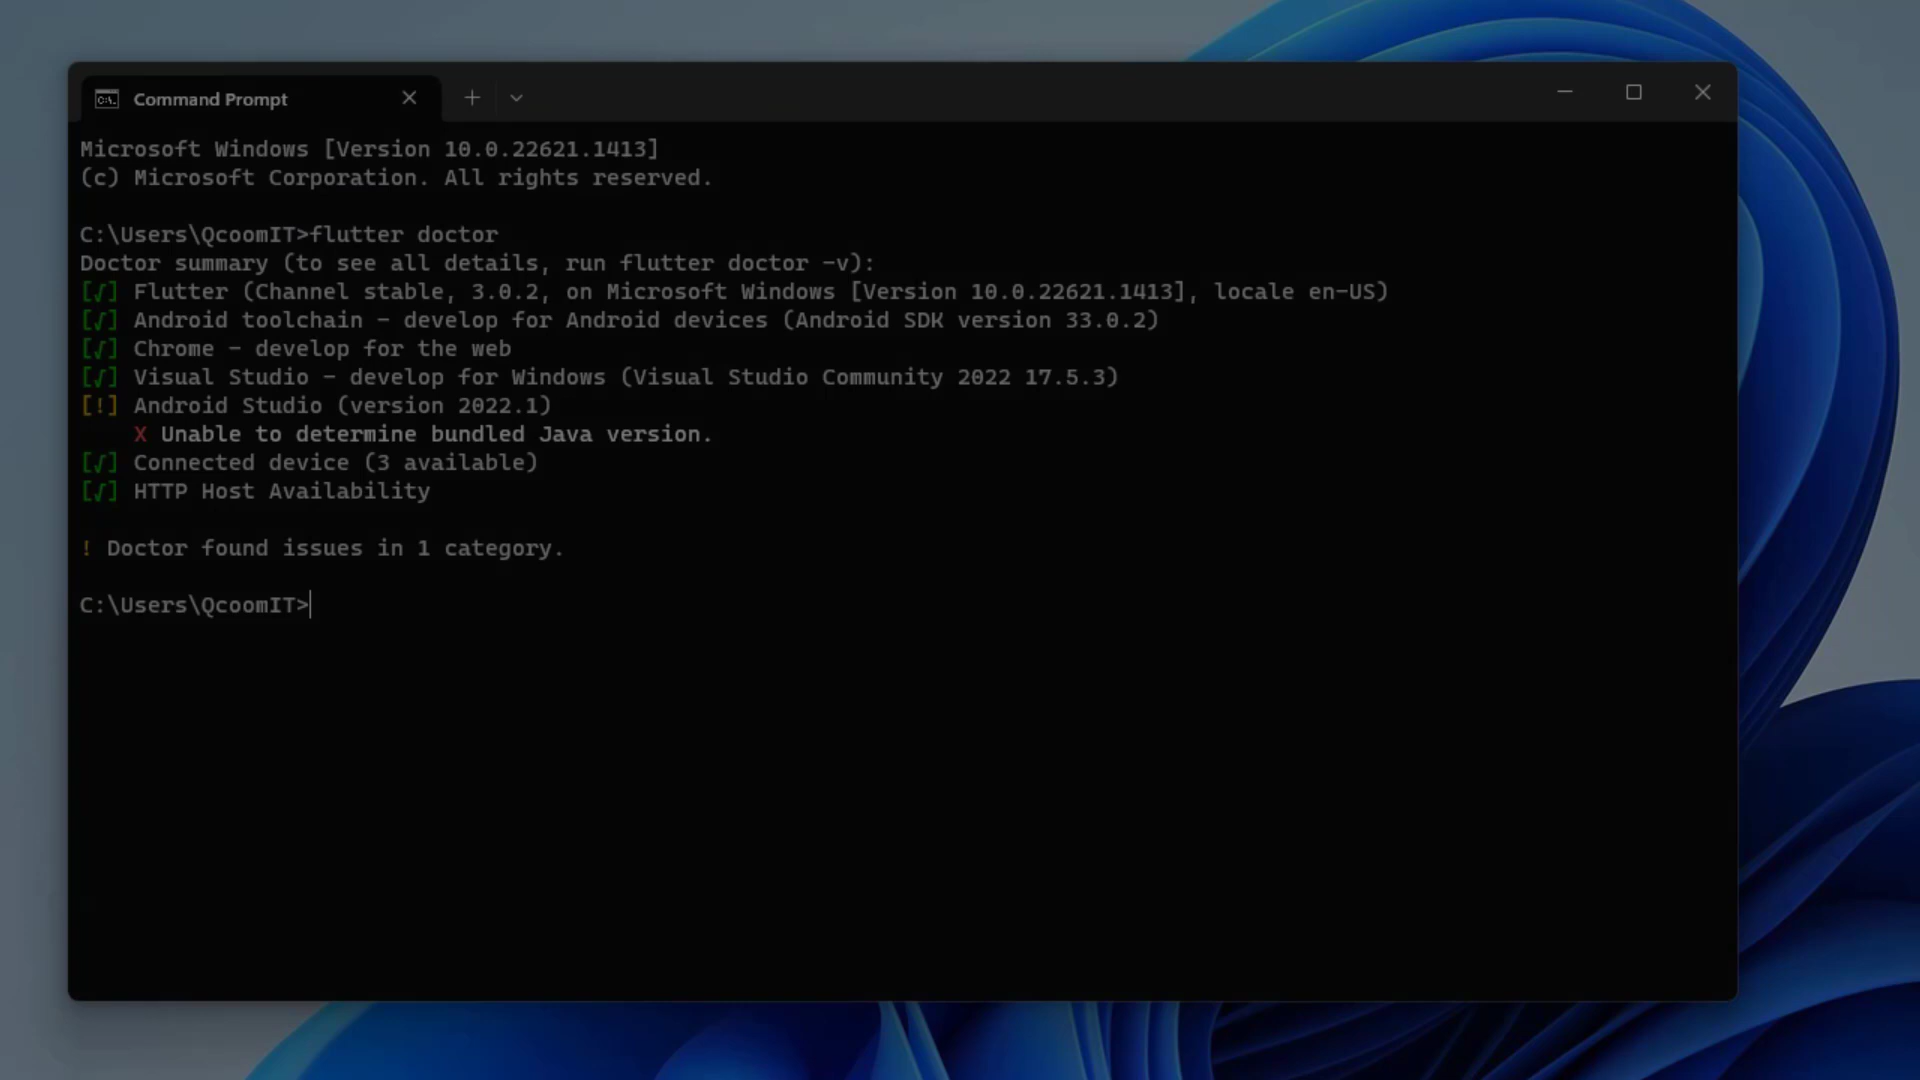 Command Prompt
Microsoft Windows [Version 10.0.22621.1413]
(c) Microsoft Corporation. All rights reserved.
C:\Users\QcoomIT>flutter doctor
Doctor summary (to see all details, run flutter doctor -v):
[√] Flutter (Channel stable, 3.0.2, on Microsoft Windows [Version 10.0.22621.1413], locale en-US)
[√] Android toolchain - develop for Android devices (Android SDK version 33.0.2)
[√] Chrome - develop for the web
[√] Visual Studio - develop for Windows (Visual Studio Community 2022 17.5.3)
[!] Android Studio (version 2022.1)
X Unable to determine bundled Java version.
[√] Connected device (3 available)
[√] HTTP Host Availability
! Doctor found issues in 1 category.
C:\Users\QcoomIT>